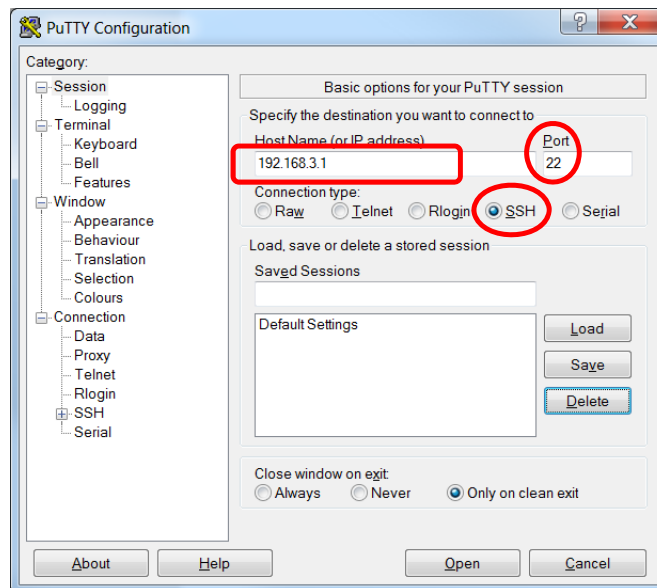 PuTTY Configuration
Category:
Session
Logging
Terminal
Keyboard
Bell
Features
Window
Appearance
Behaviour
Translation
Selection
Colours
Connection
Data
Proxy
Telnet
Rlogin
SSH
Serial
Basic options for your PuTTY session
Specify the destination you want to connect to
Host Name (or IP address) Port
192.168.3.1 22
Connection type:
Raw Telnet Rlogin SSH Serial
Load, save or delete a stored session
Saved Sessions
Default Settings
Load
Save
Delete
Close window on exit:
Always Never Only on clean exit
About Help Open Cancel